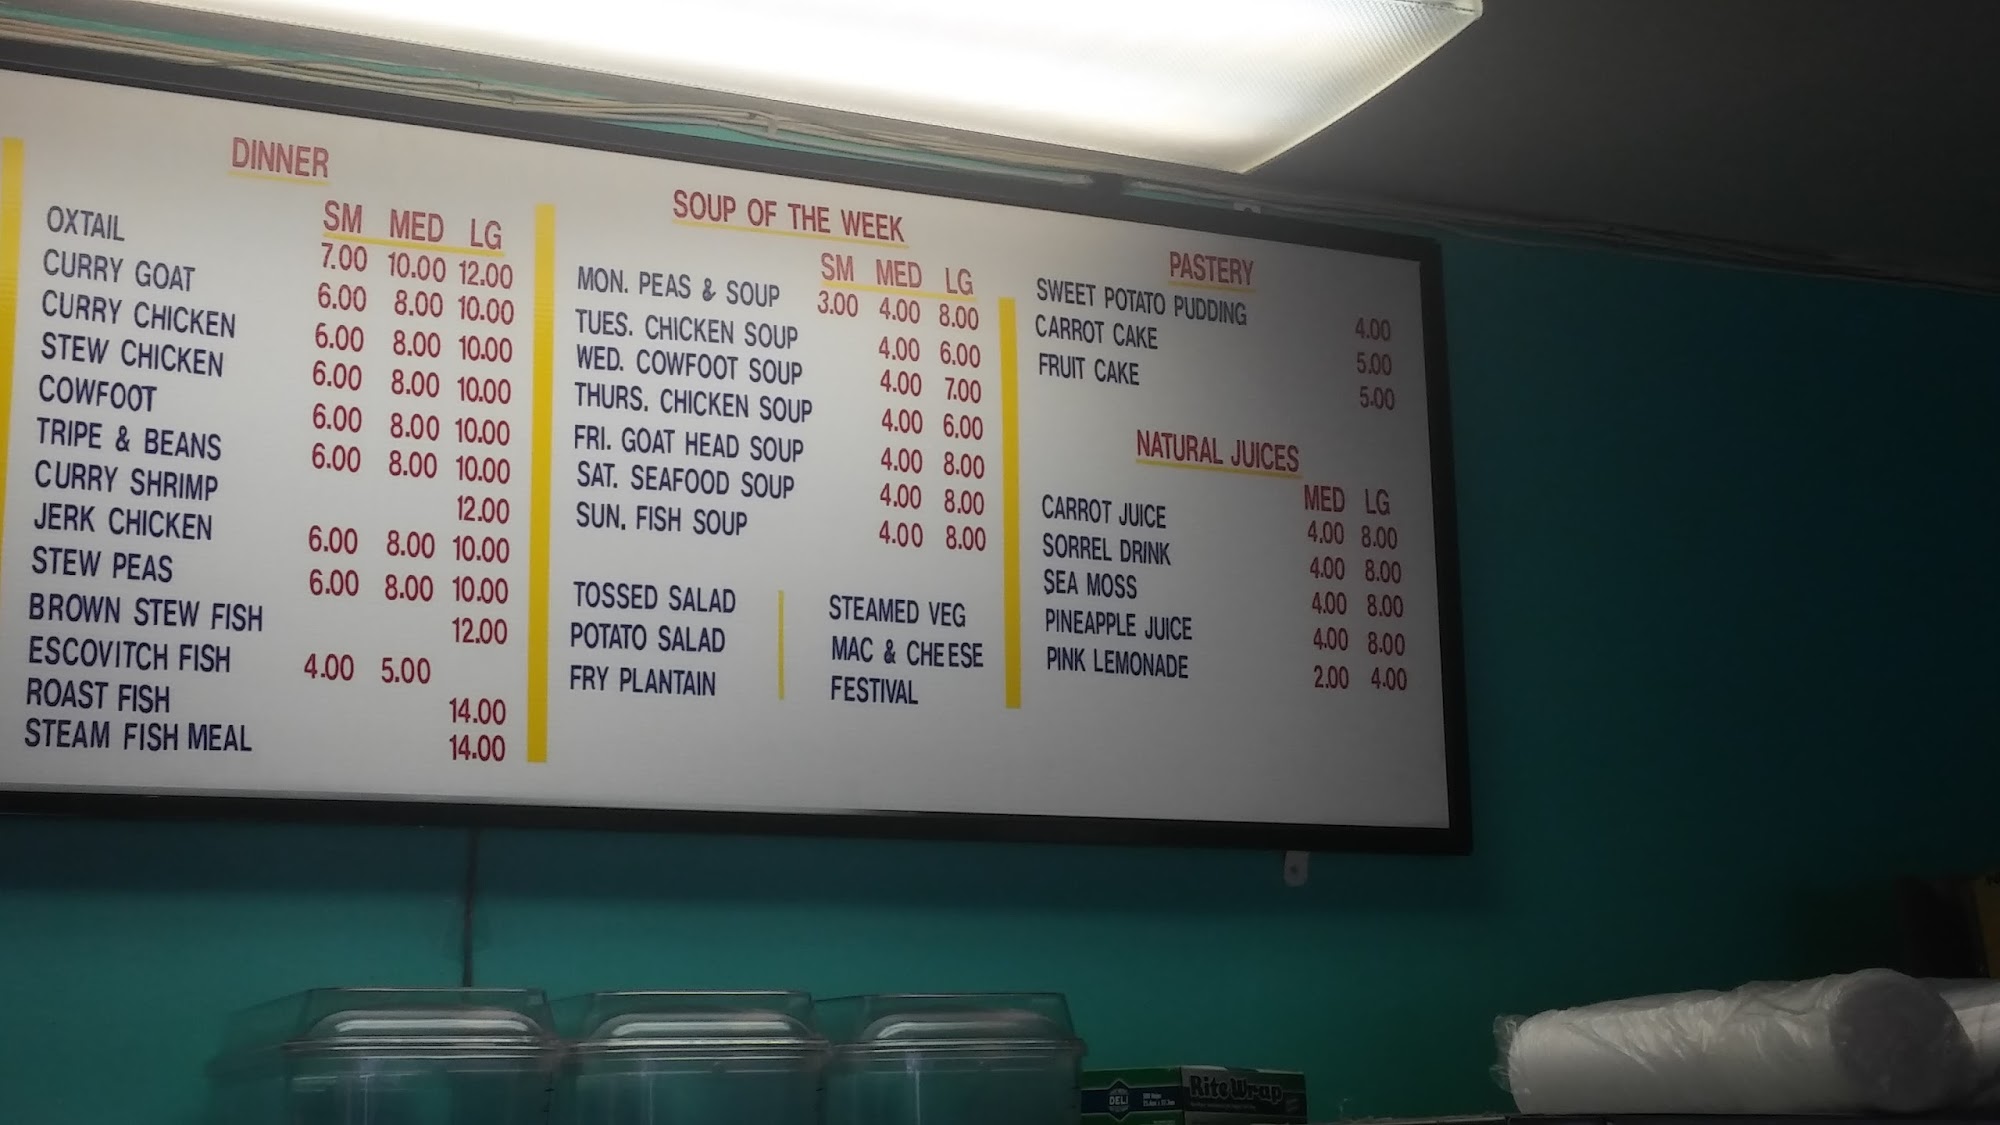 DINNER
SM MED LG
OXTAIL 7.00 10.00 12.00
CURRY GOAT 6.00 8.00 10.00
CURRY CHICKEN 6.00 8.00 10.00
STEW CHICKEN 6.00 8.00 10.00
COWFOOT 6.00 8.00 10.00
TRIPE & BEANS 6.00 8.00 10.00
CURRY SHRIMP 12.00
JERK CHICKEN 6.00 8.00 10.00
STEW PEAS 6.00 8.00 10.00
BROWN STEW FISH 12.00
ESCOVITCH FISH 4.00 5.00
ROAST FISH 14.00
STEAM FISH MEAL 14.00
SOUP OF THE WEEK
SM MED LG
MON. PEAS & SOUP 3.00 4.00 8.00
TUES. CHICKEN SOUP 4.00 6.00
WED. COWFOOT SOUP 4.00 7.00
THURS. CHICKEN SOUP 4.00 6.00
FRI. GOAT HEAD SOUP 4.00 8.00
SAT. SEAFOOD SOUP 4.00 8.00
SUN. FISH SOUP 4.00 8.00
TOSSED SALAD
POTATO SALAD
FRY PLANTAIN
STEAMED VEG
MAC & CHEESE
FESTIVAL
PASTERY
SWEET POTATO PUDDING 4.00
CARROT CAKE 5.00
FRUIT CAKE 5.00
NATURAL JUICES
MED LG
CARROT JUICE 4.00 8.00
SORREL DRINK 4.00 8.00
SEA MOSS 4.00 8.00
PINEAPPLE JUICE 4.00 8.00
PINK LEMONADE 2.00 4.00
DELI
Rite Wrap